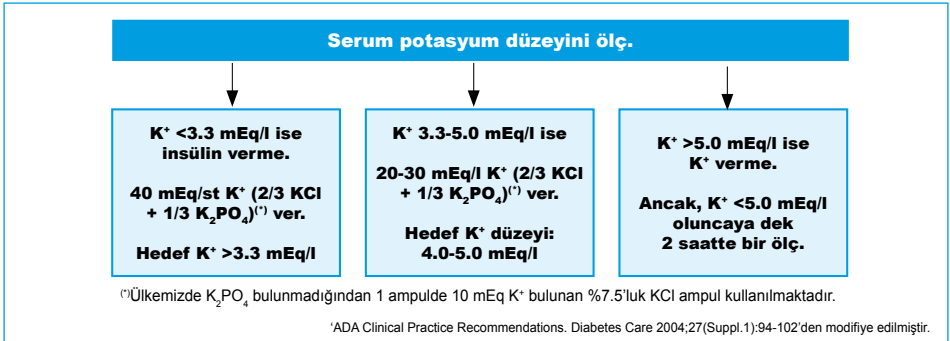 Serum potasyum düzeyini ölç.
K⁺ <3.3 mEq/l ise
insülin verme.
40 mEq/st K⁺ (2/3 KCl
+ 1/3 K₂PO₄)⁽*⁾ ver.
Hedef K⁺ >3.3 mEq/l
K⁺ 3.3-5.0 mEq/l ise
20-30 mEq/l K⁺ (2/3 KCl
+ 1/3 K₂PO₄)⁽*⁾ ver.
Hedef K⁺ düzeyi:
4.0-5.0 mEq/l
K⁺ >5.0 mEq/l ise
K⁺ verme.
Ancak, K⁺ <5.0 mEq/l
oluncaya dek
2 saatte bir ölç.
⁽*⁾Ülkemizde K₂PO₄ bulunmadığından 1 ampulde 10 mEq K⁺ bulunan %7.5'luk KCl ampul kullanılmaktadır.
'ADA Clinical Practice Recommendations. Diabetes Care 2004;27(Suppl.1):94-102'den modifiye edilmiştir.